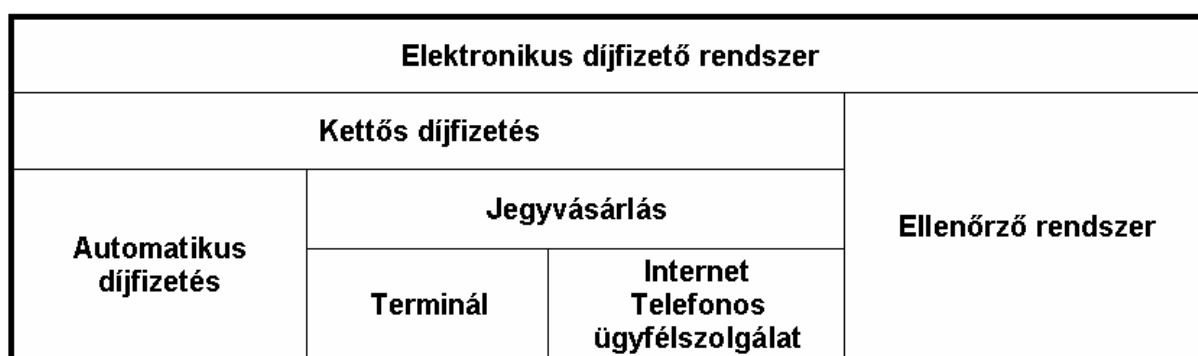 Elektronikus díjfizető rendszer
Kettős díjfizetés
Ellenőrző rendszer
Automatikus
díjfizetés
Jegyvásárlás
Terminál
Internet
Telefonos
ügyfélszolgálat